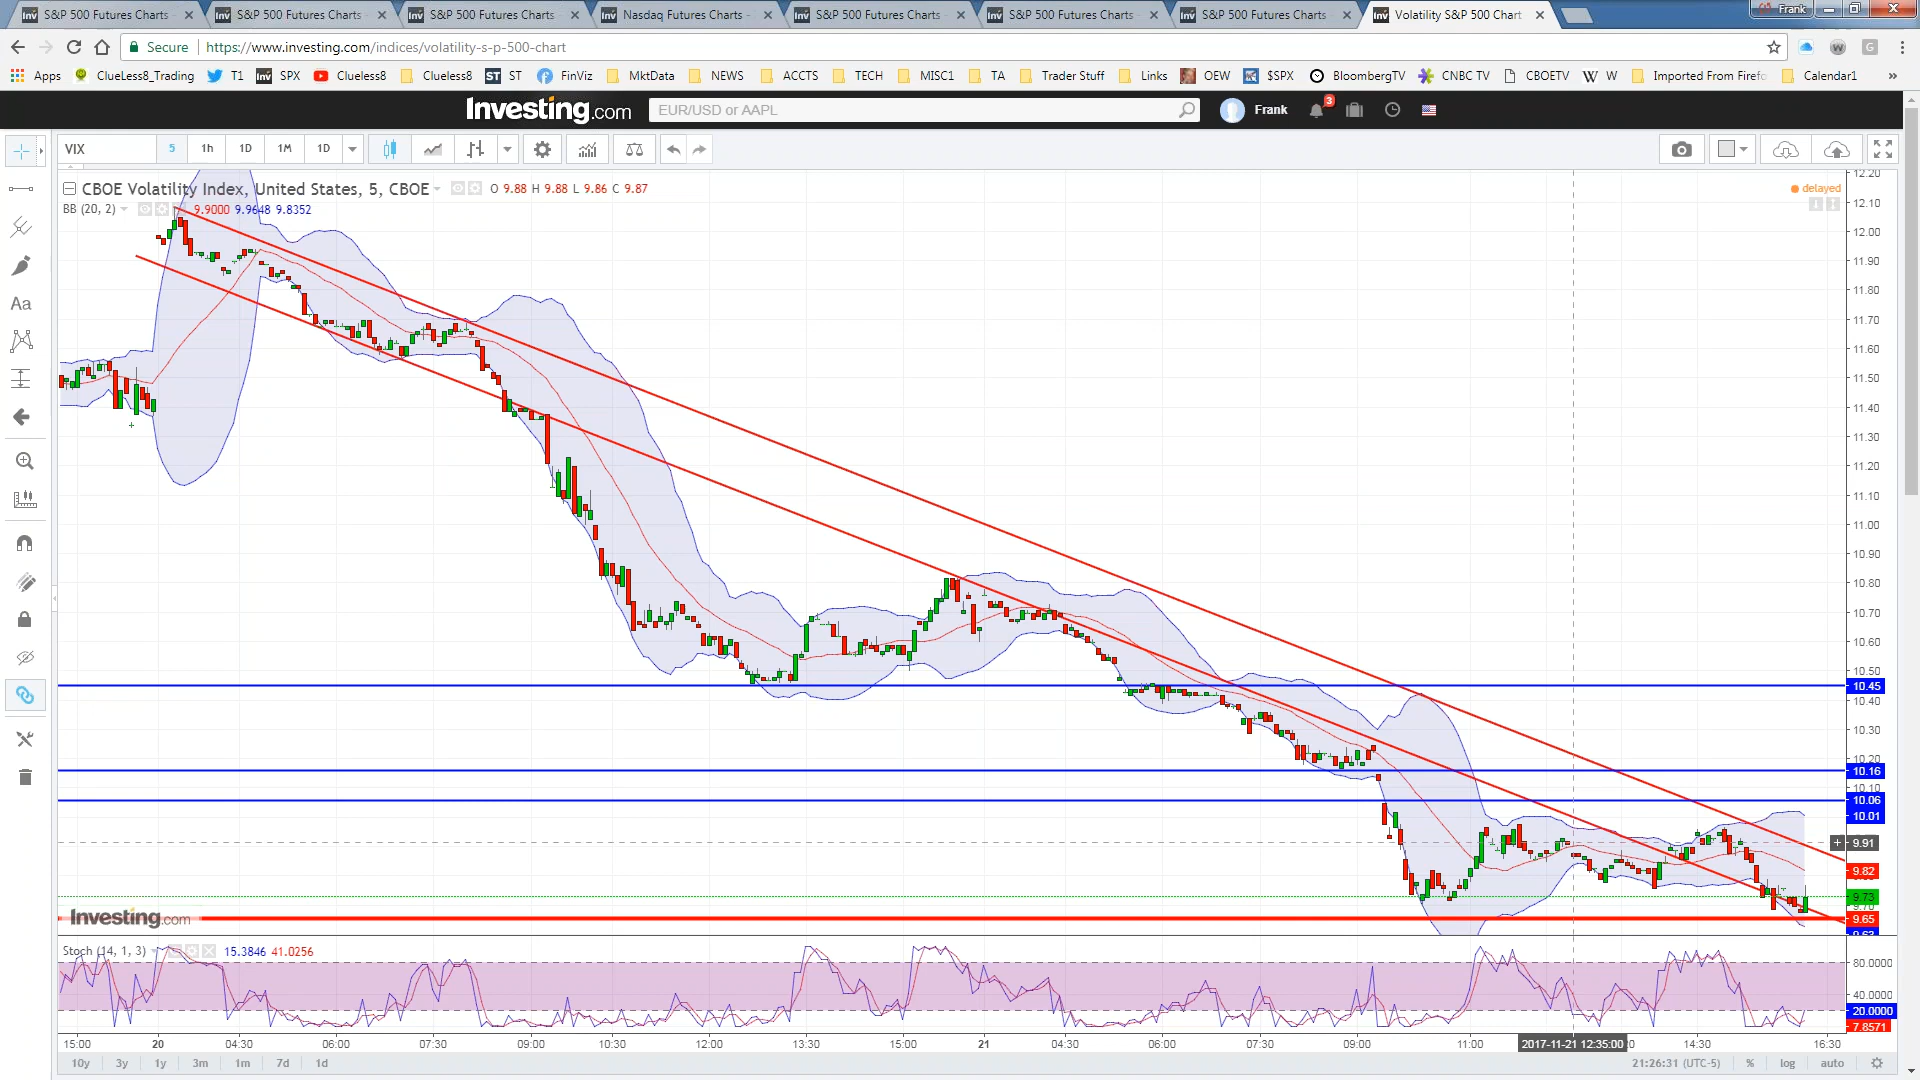 S&P 500 Futures Charts - S&P 500 Futures Charts - S&P 500 Futures Charts - Nasdaq Futures Charts - S&P 500 Futures Charts S&P 500 Futures Charts S&P 500 Futures Charts Volatility S&P 500 Chart Frank
Secure https://www.investing.com/indices/volatility-s-p-500-chart
Apps ClueLess8_Trading T1 SPX Clueless8 Clueless8 ST ST FinViz MktData NEWS ACCTS TECH MISC1 TA Trader Stuff Links OEW $SPX BloombergTV CNBC TV CBOETV W W Imported From Firefo Calendar1 »
Investing.com EUR/USD or AAPL Frank 3
VIX 5 1h 1D 1M 1D
CBOE Volatility Index, United States, 5, CBOE O 9.88 H 9.88 L 9.86 C 9.87
delayed
BB (20, 2) 9.9000 9.9648 9.8352
Aa
12.20
12.10
12.00
11.90
11.80
11.70
11.60
11.50
11.40
11.30
11.20
11.10
11.00
10.90
10.80
10.70
10.60
10.50
10.45
10.40
10.30
10.20
10.16
10.10
10.06
10.01
9.91
9.82
9.73
9.70
9.65
9.63
Investing.com
Stoch (14, 1, 3) 15.3846 41.0256
80.0000
40.0000
20.0000
7.8571
15:00 20 04:30 06:00 07:30 09:00 10:30 12:00 13:30 15:00 21 04:30 06:00 07:30 09:00 11:00 2017-11-21 12:35:00 14:30 16:30
10y 3y 1y 3m 1m 7d 1d 21:26:31 (UTC-5) % log auto